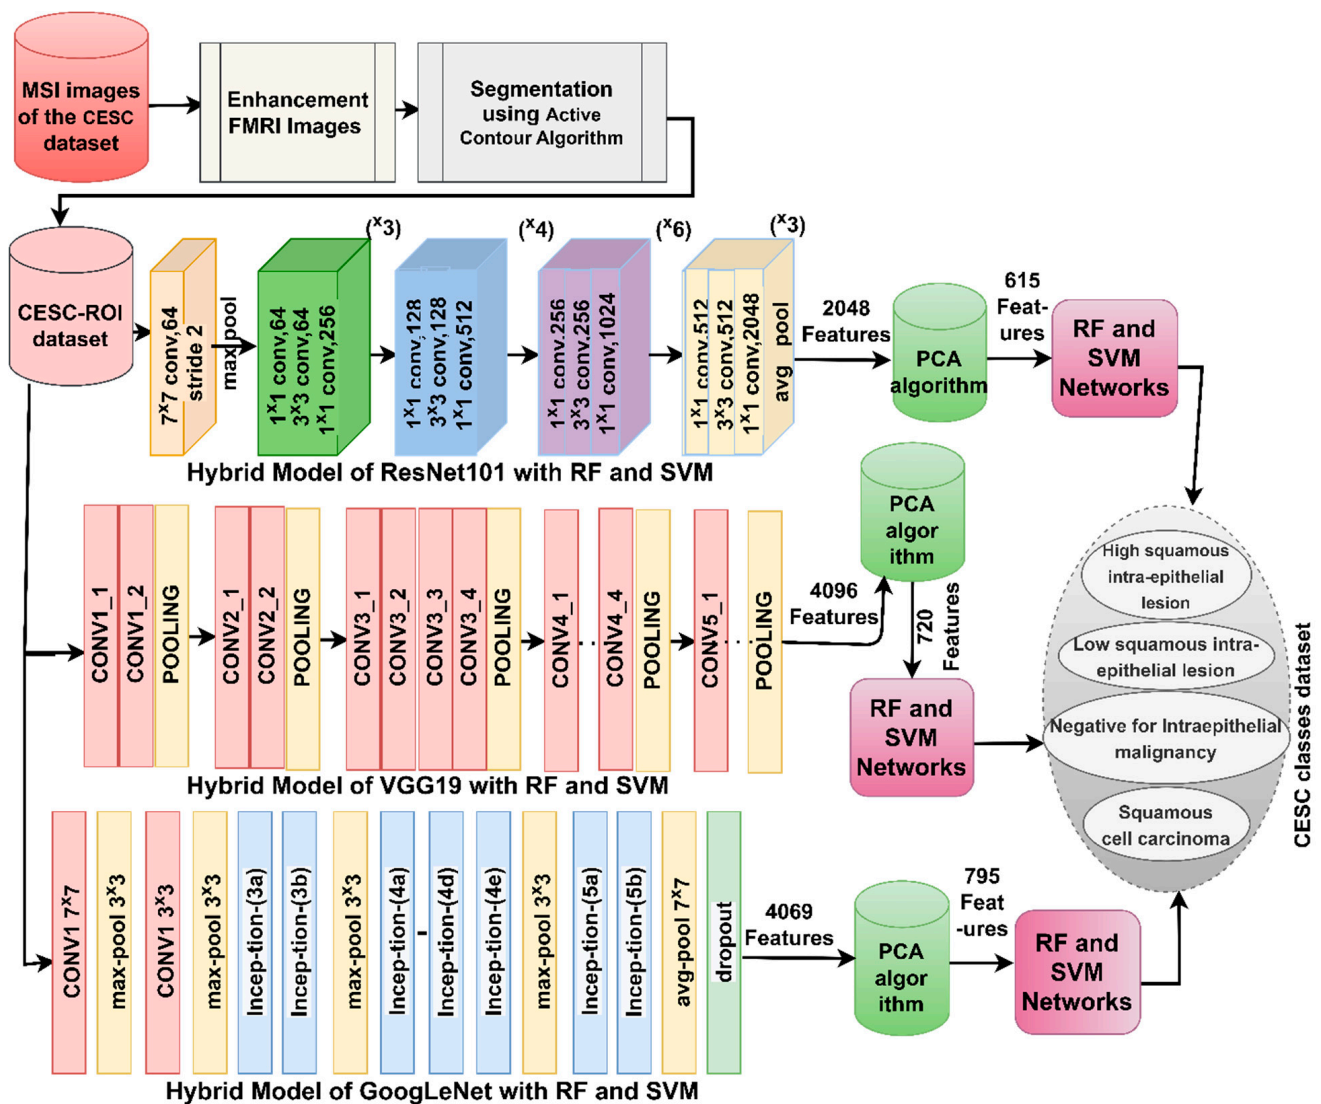 MSI images
of the CESC
dataset
Enhancement
FMRI Images
Segmentation
using Active
Contour Algorithm
CESC-ROI
dataset
7x7 conv,64
stride 2
max pool
(x3)
1x1 conv,64
3x3 conv,64
1x1 conv,256
(x4)
1x1 conv,128
3x3 conv,128
1x1 conv,512
(x6)
1x1 conv.256
3x3 conv.256
1x1 conv,1024
(x3)
1x1 conv.512
3x3 conv,512
1x1 conv,2048
avg pool
2048
Features
PCA
algorithm
615
Feat-
ures
RF and
SVM
Networks
Hybrid Model of ResNet101 with RF and SVM
CONV1_1
CONV1_2
POOLING
CONV2_1
CONV2_2
POOLING
CONV3_1
CONV3_2
CONV3_3
CONV3_4
POOLING
CONV4_1
CONV4_4
POOLING
CONV5_1
POOLING
4096
Features
PCA
algor
ithm
720
Features
RF and
SVM
Networks
Hybrid Model of VGG19 with RF and SVM
CONV1 7x7
max-pool 3x3
CONV1 3x3
max-pool 3x3
Incep-tion-(3a)
Incep-tion-(3b)
max-pool 3x3
Incep-tion-(4a)
-
Incep-tion-(4d)
Incep-tion-(4e)
max-pool 3x3
Incep-tion-(5a)
Incep-tion-(5b)
avg-pool 7x7
dropout
4069
Features
PCA
algor
ithm
795
Feat
-ures
RF and
SVM
Networks
Hybrid Model of GoogLeNet with RF and SVM
High squamous
intra-epithelial
lesion
Low squamous intra-
epithelial lesion
Negative for Intraepithelial
malignancy
Squamous
cell carcinoma
CESC classes dataset